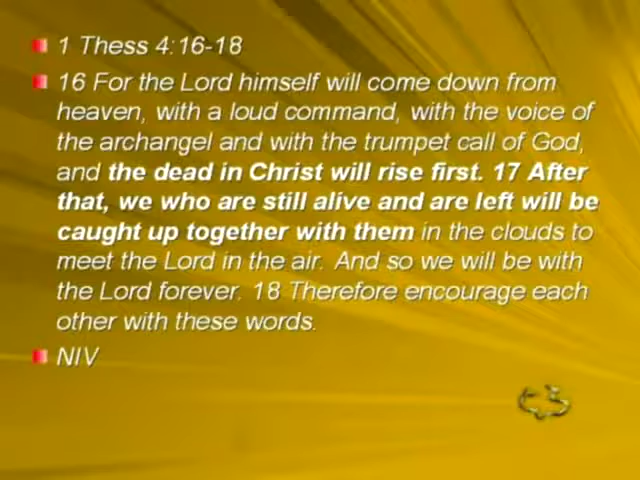 1 Thess 4:16-18
16 For the Lord himself will come down from
heaven, with a loud command, with the voice of
the archangel and with the trumpet call of God,
and the dead in Christ will rise first. 17 After
that, we who are still alive and are left will be
caught up together with them in the clouds to
meet the Lord in the air. And so we will be with
the Lord forever. 18 Therefore encourage each
other with these words.
NIV